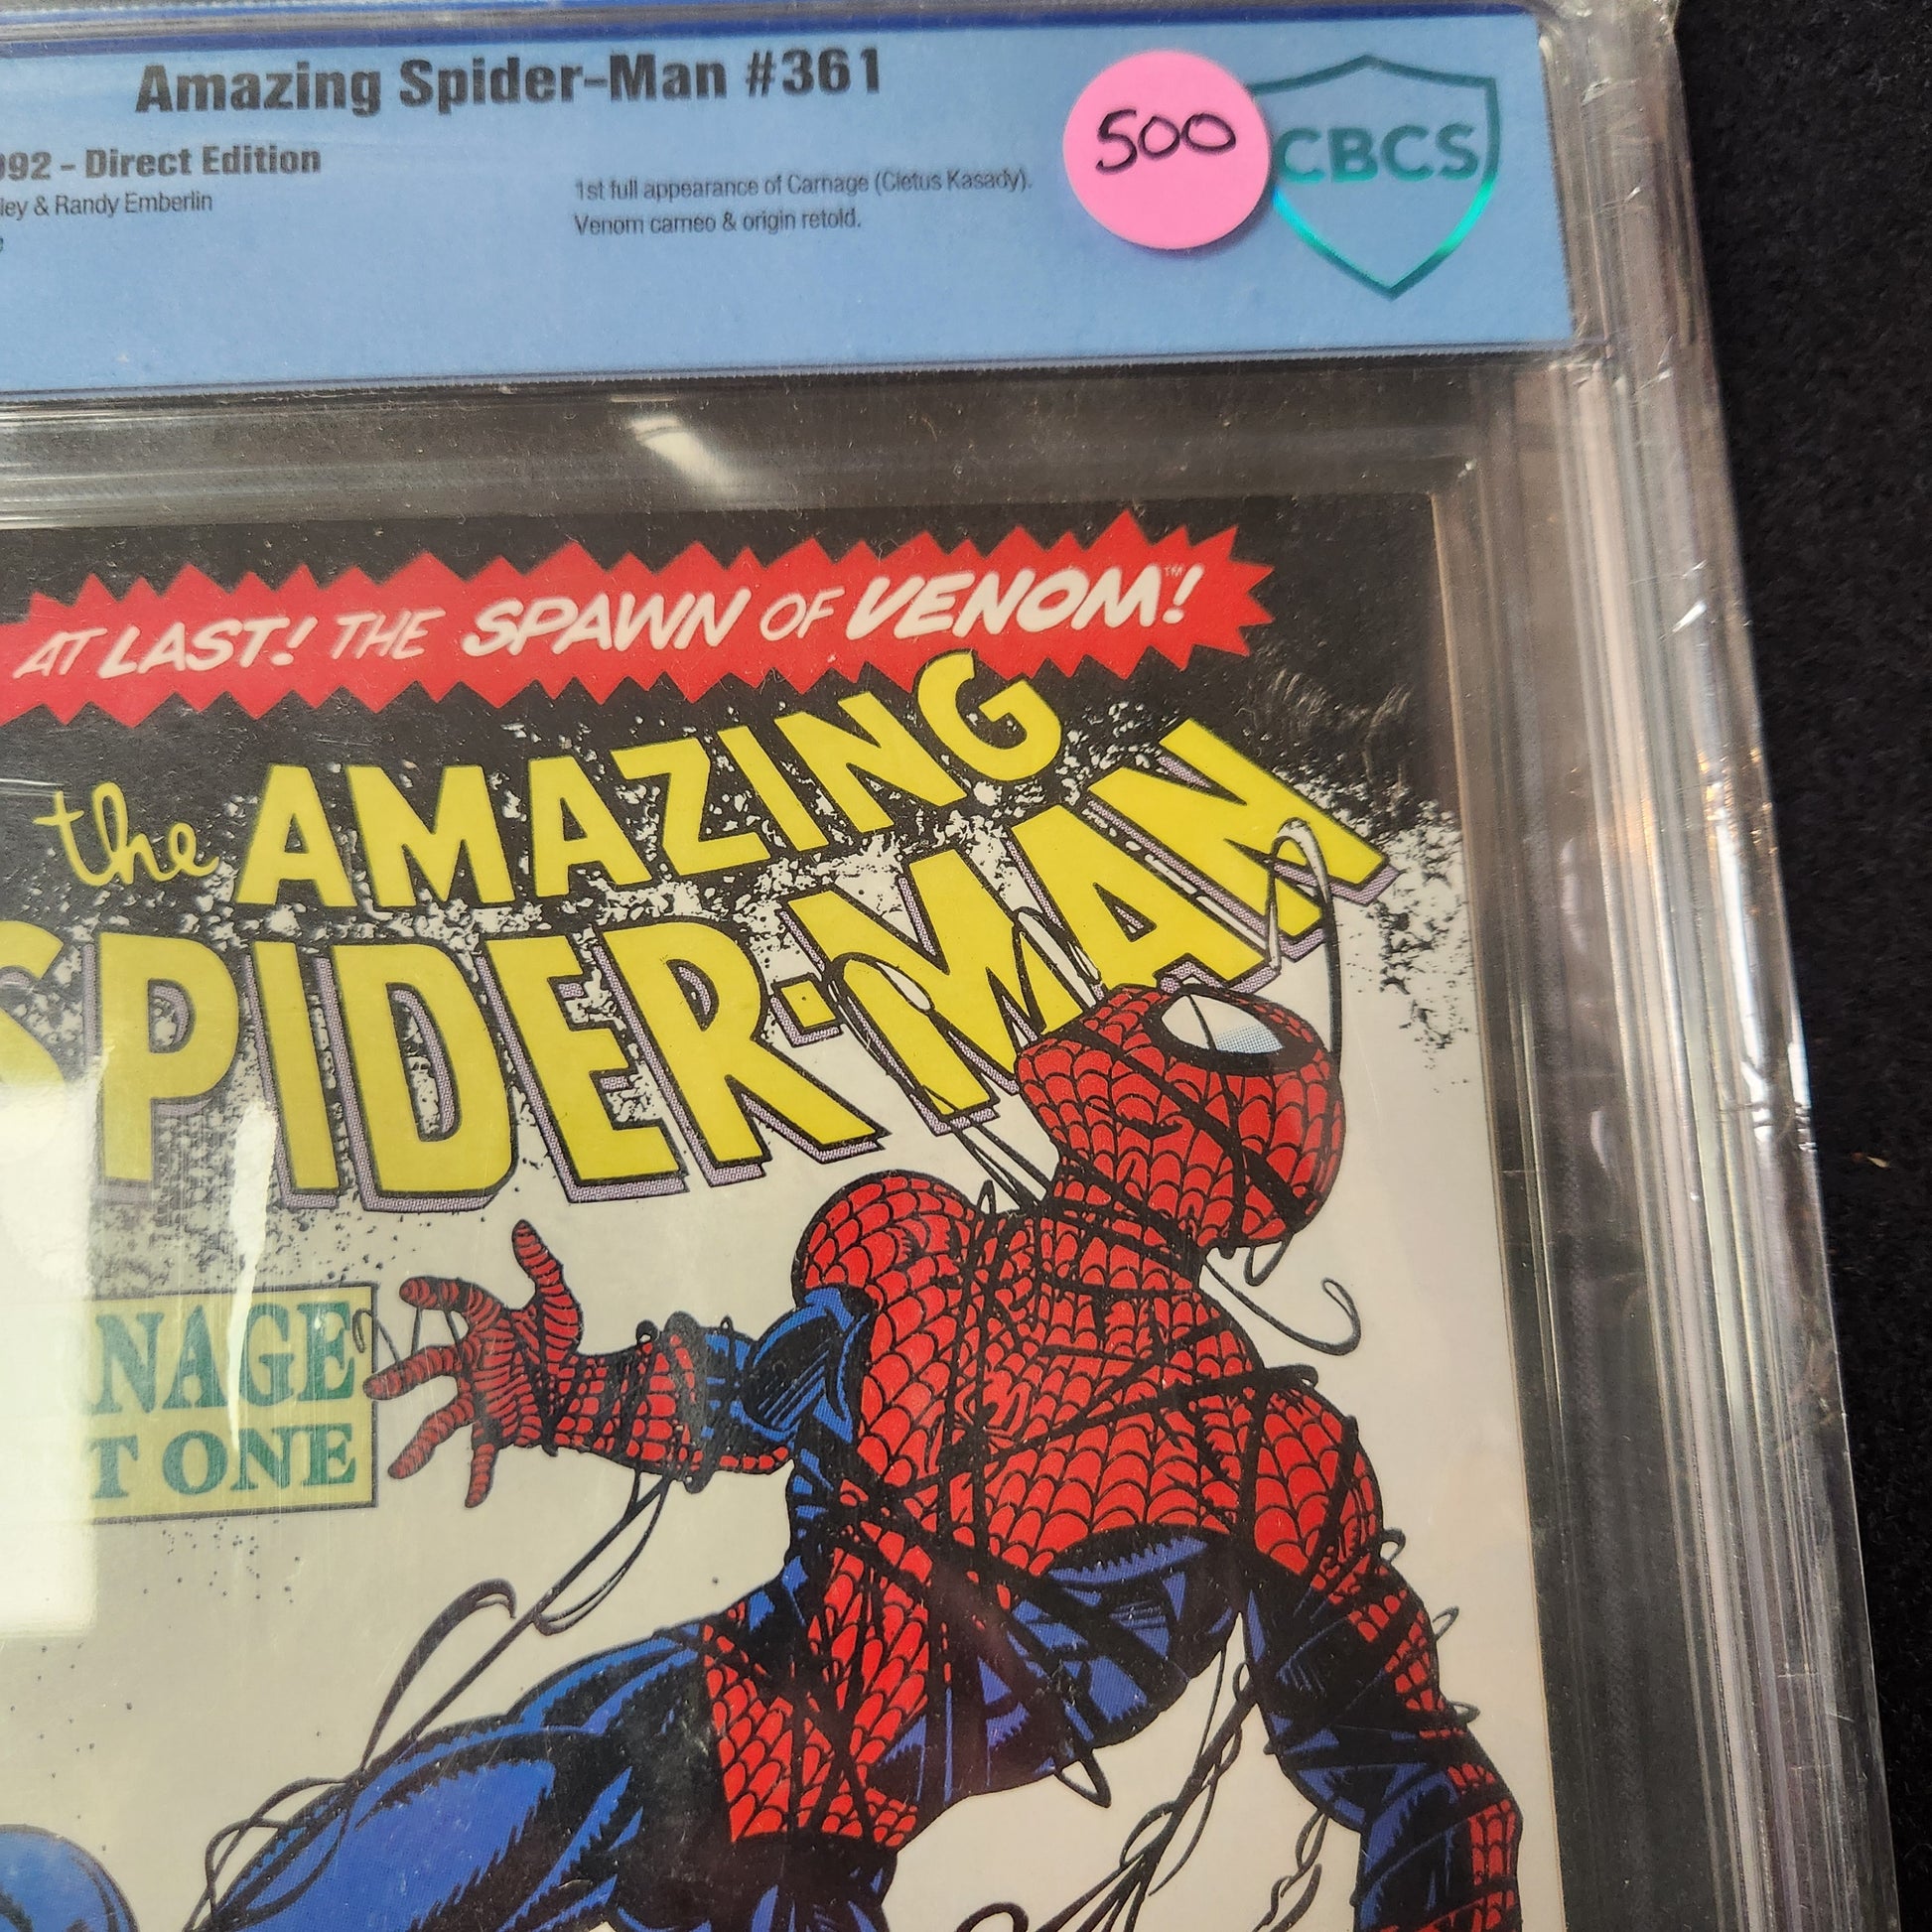 Amazing Spider-Man #361
500
CBCS
992 - Direct Edition
ley & Randy Emberlin
e
1st full appearance of Carnage (Cletus Kasady).
Venom cameo & origin retold.
AT LAST! THE SPAWN OF VENOM™!
the AMAZING
SPIDER-MAN
NAGE
T ONE